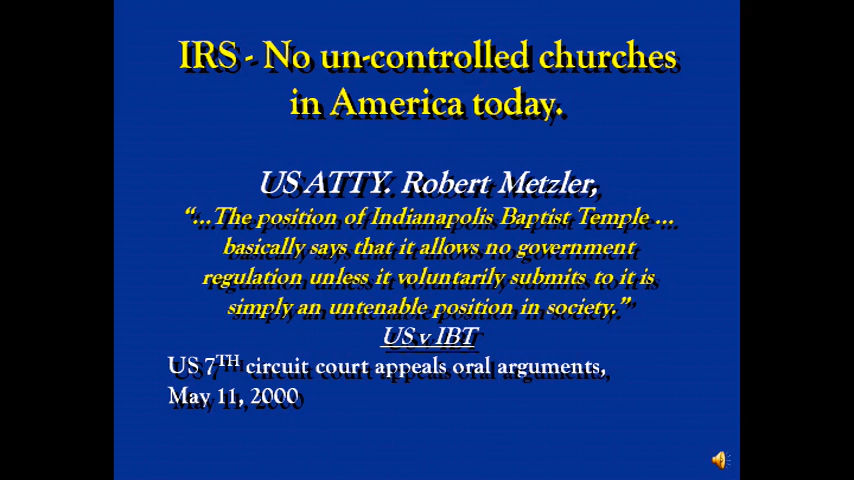 IRS - No un-controlled churches
in America today.
US ATTY. Robert Metzler,
“...The position of Indianapolis Baptist Temple ...
basically says that it allows no government
regulation unless it voluntarily submits to it is
simply an untenable position in society.”
US v IBT
US 7TH circuit court appeals oral arguments,
May 11, 2000